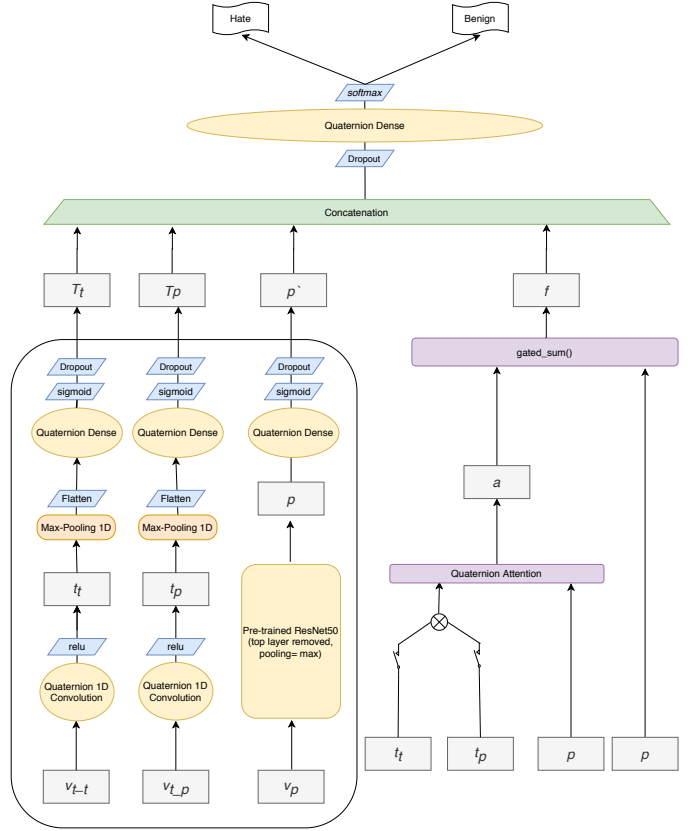 Hate
Benign
softmax
Quaternion Dense
Dropout
Concatenation
Tt
Tp
p`
f
gated_sum()
Dropout
Dropout
Dropout
sigmoid
sigmoid
sigmoid
Quaternion Dense
Quaternion Dense
Quaternion Dense
Flatten
Flatten
p
a
Max-Pooling 1D
Max-Pooling 1D
Quaternion Attention
tt
tp
Pre-trained ResNet50
(top layer removed,
pooling= max)
relu
relu
Quaternion 1D
Convolution
Quaternion 1D
Convolution
tt
tp
p
p
vt–t
vt_p
vp